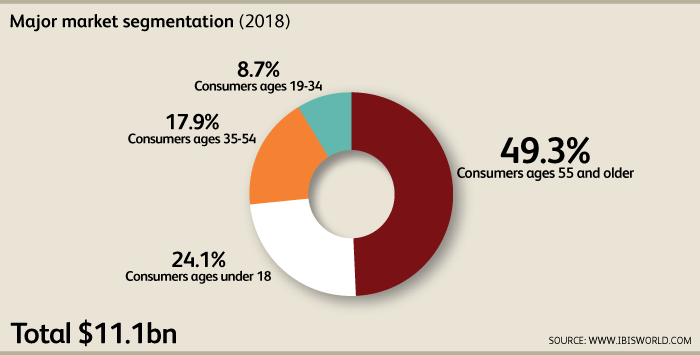 Major market segmentation (2018)
8.7%
Consumers ages 19-34
17.9%
Consumers ages 35-54
49.3%
Consumers ages 55 and older
24.1%
Consumers ages under 18
Total $11.1bn
SOURCE: WWW.IBISWORLD.COM